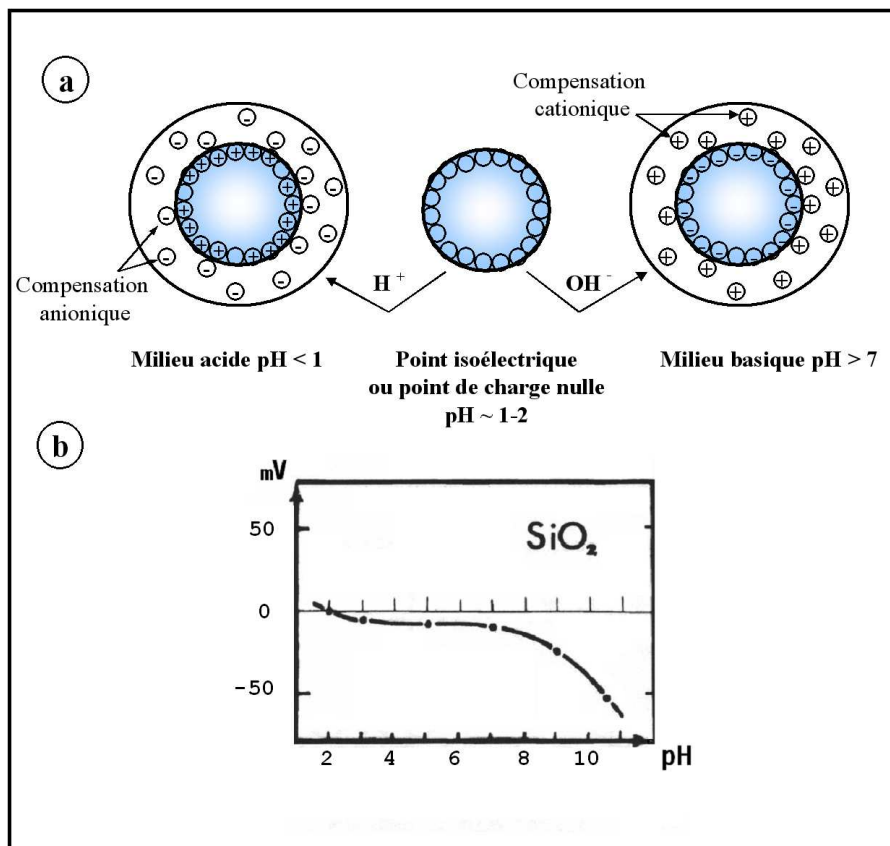 a
Compensation
cationique
Compensation
anionique
H⁺
OH⁻
Milieu acide pH < 1
Point isoélectrique
ou point de charge nulle
pH ~ 1-2
Milieu basique pH > 7
b
mV
50
0
-50
SiO₂
2 4 6 8 10 pH